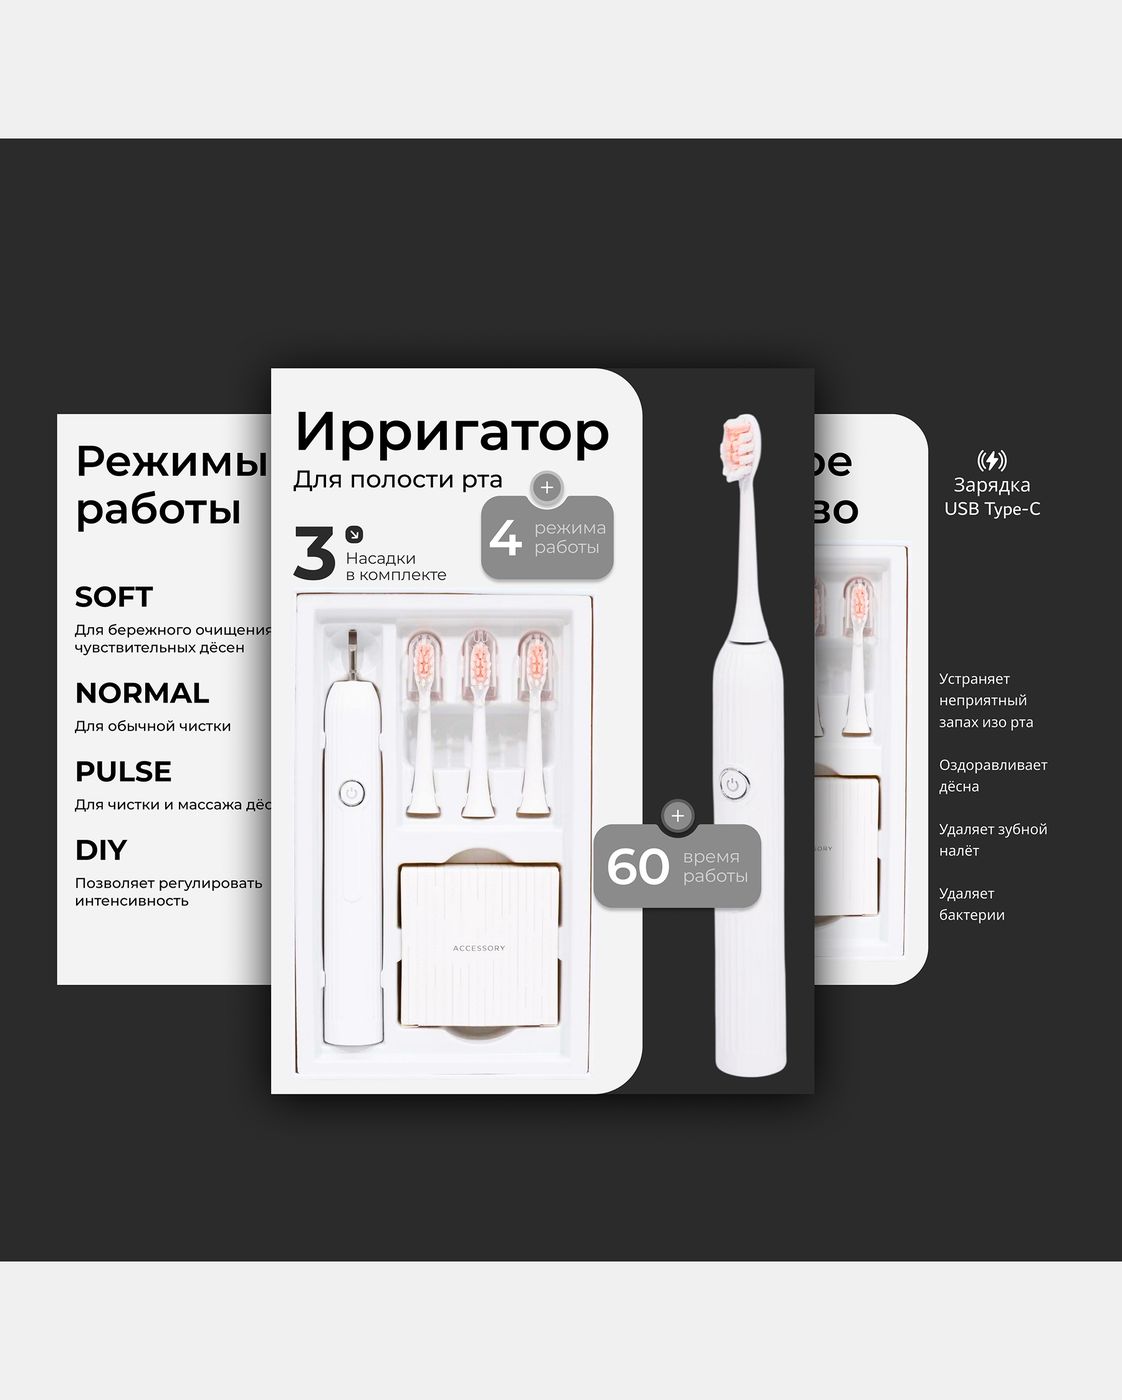 Режимы
работы
SOFT
Для бережного очищения
чувствительных дёсен
NORMAL
Для обычной чистки
PULSE
Для чистки и массажа
DIY
Позволяет регулировать
интенсивность
Ирригатор
Для полости рта
3
Насадки
в комплекте
4
режима
работы
ACCESSORY
60
время
работы
Зарядка
USB Type-C
Устраняет
неприятный
запах изо рта
Оздоравливает
дёсна
Удаляет зубной
налёт
Удаляет
бактерии